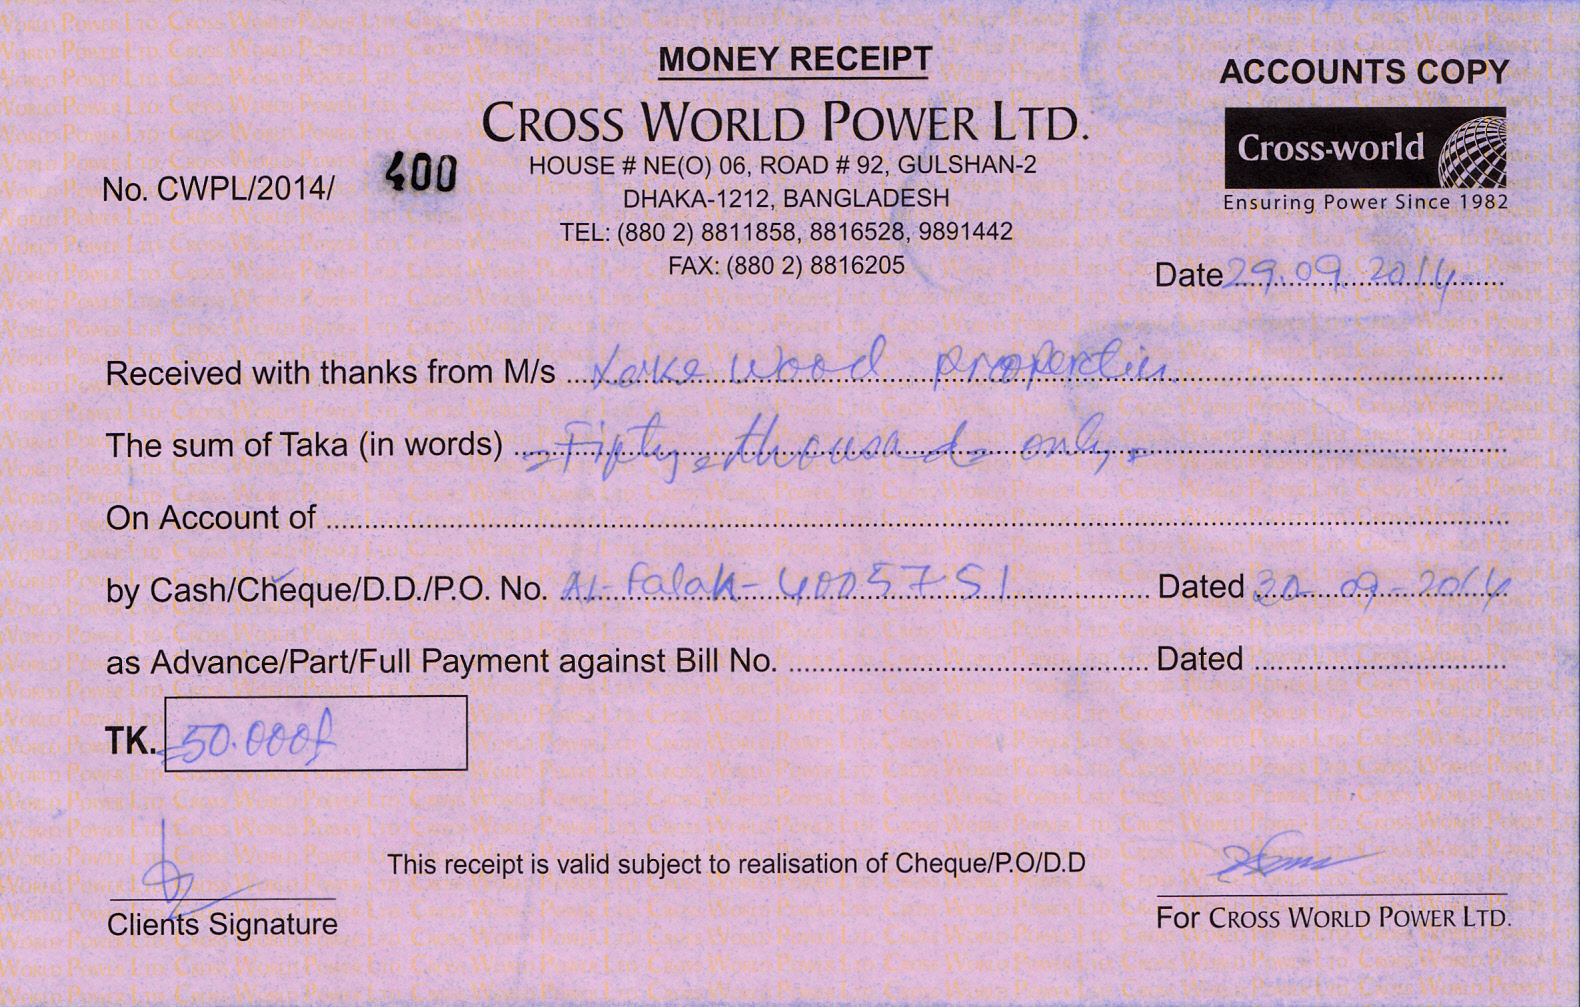 MONEY RECEIPT
ACCOUNTS COPY
CROSS WORLD POWER LTD.
Cross-world
Ensuring Power Since 1982
No. CWPL/2014/ 400
HOUSE # NE(O) 06, ROAD # 92, GULSHAN-2
DHAKA-1212, BANGLADESH
TEL: (880 2) 8811858, 8816528, 9891442
FAX: (880 2) 8816205
Date 29.09.2014
Received with thanks from M/s Lake wood properties.
The sum of Taka (in words) =Fifty thousand only=
On Account of
by Cash/Cheque/D.D./P.O. No. AL-Falah-4005751 Dated 30-09-2014
as Advance/Part/Full Payment against Bill No. Dated
TK. =50.000/
This receipt is valid subject to realisation of Cheque/P.O/D.D
Clients Signature
For CROSS WORLD POWER LTD.